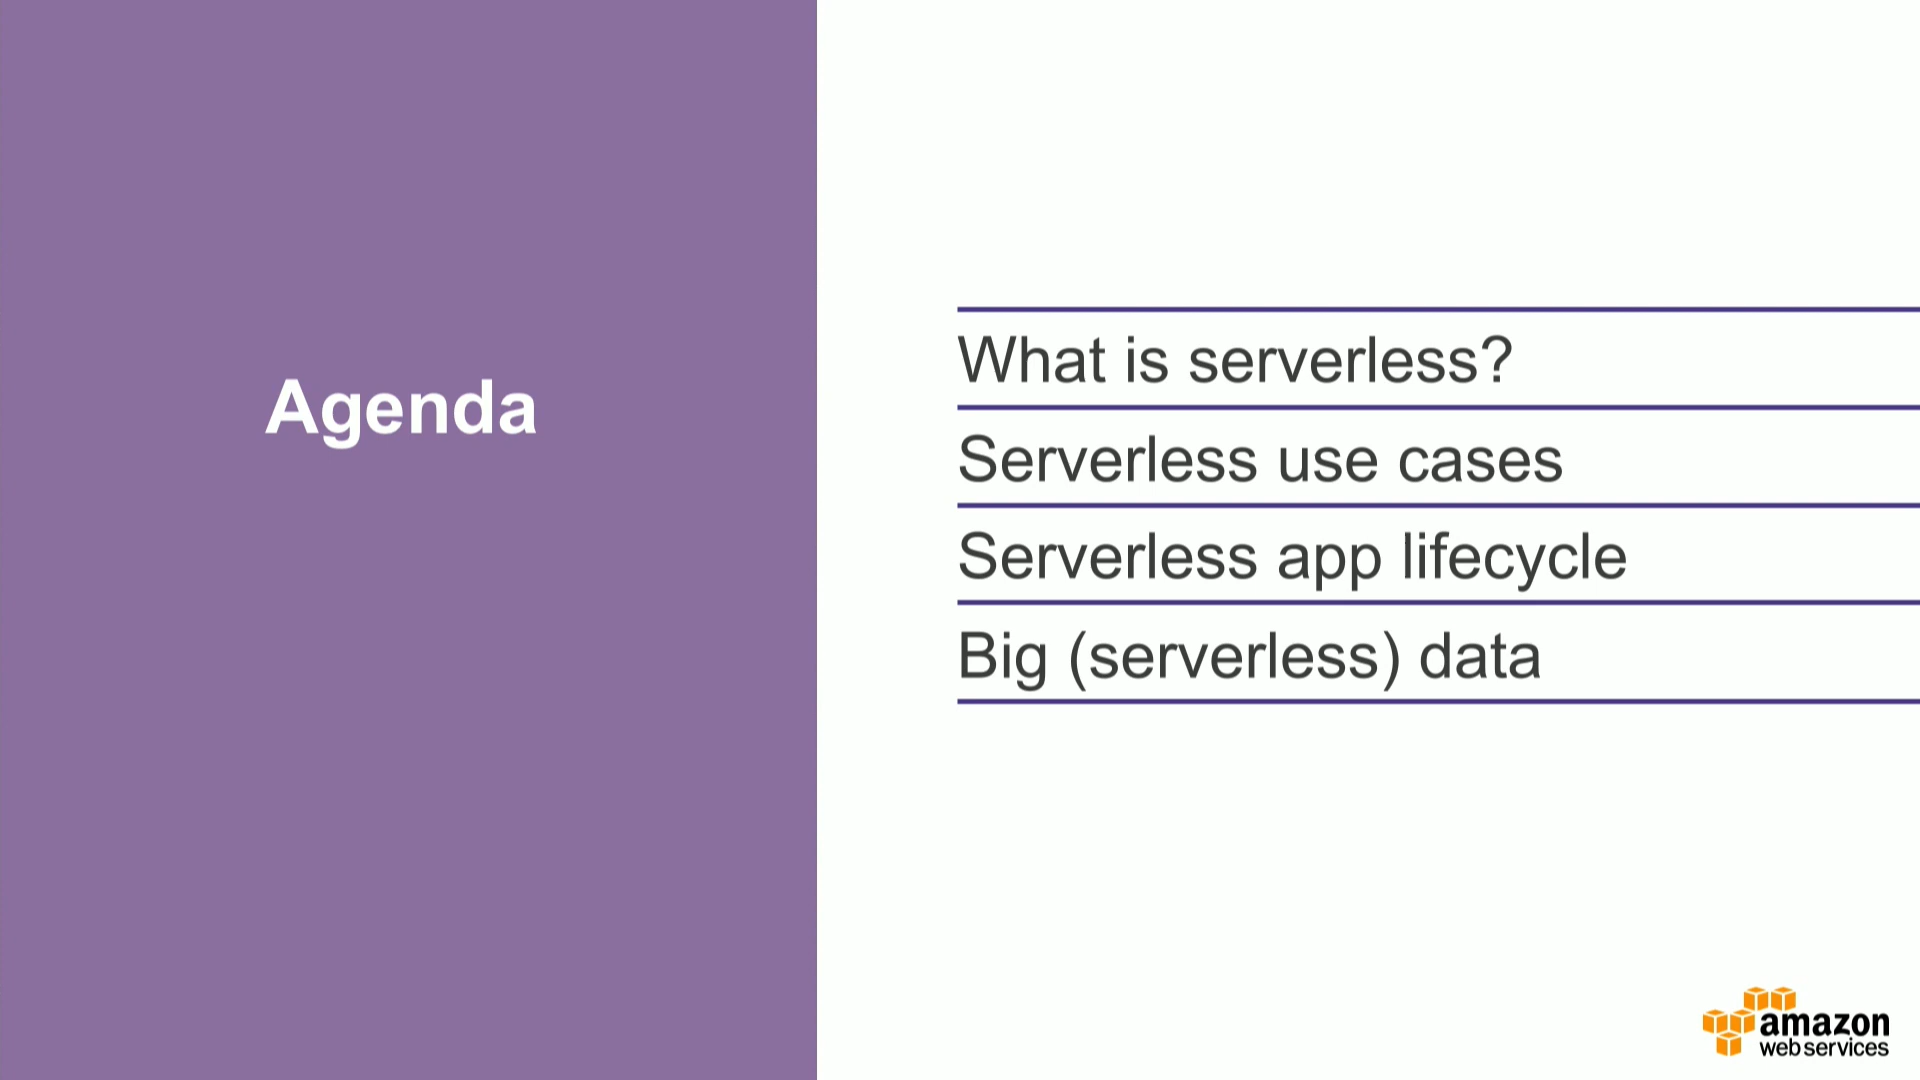 Agenda
What is serverless?
Serverless use cases
Serverless app lifecycle
Big (serverless) data
amazon
web services